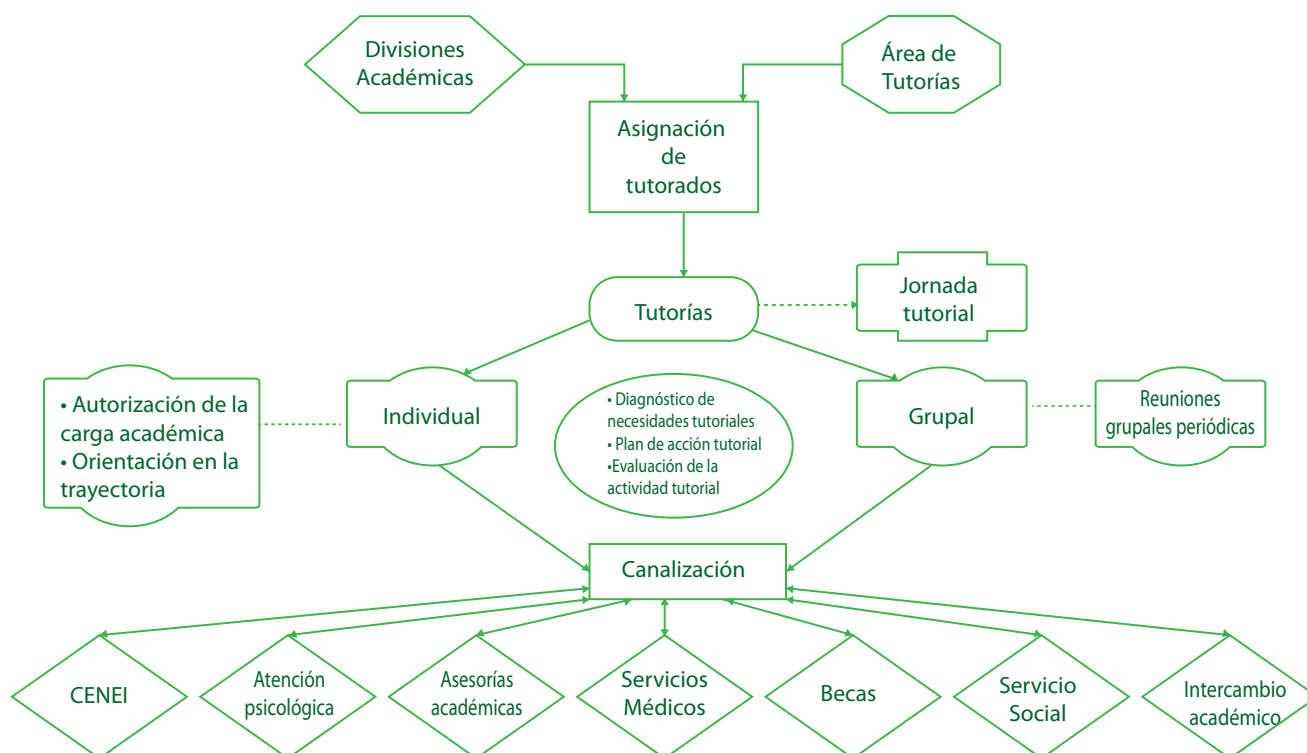 Divisiones
Académicas
Área de
Tutorías
Asignación
de
tutorados
Tutorías
Jornada
tutorial
• Autorización de la
carga académica
• Orientación en la
trayectoria
Individual
• Diagnóstico de
necesidades tutoriales
• Plan de acción tutorial
•Evaluación de la
actividad tutorial
Grupal
Reuniones
grupales periódicas
Canalización
CENEI
Atención
psicológica
Asesorías
académicas
Servicios
Médicos
Becas
Servicio
Social
Intercambio
académico